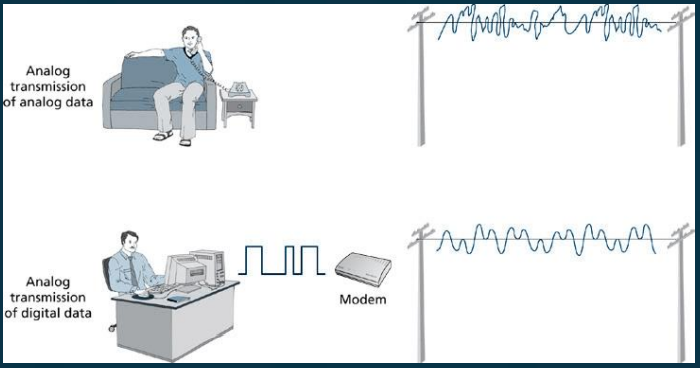 Analog
transmission
of analog data
Analog
transmission
of digital data
Modem